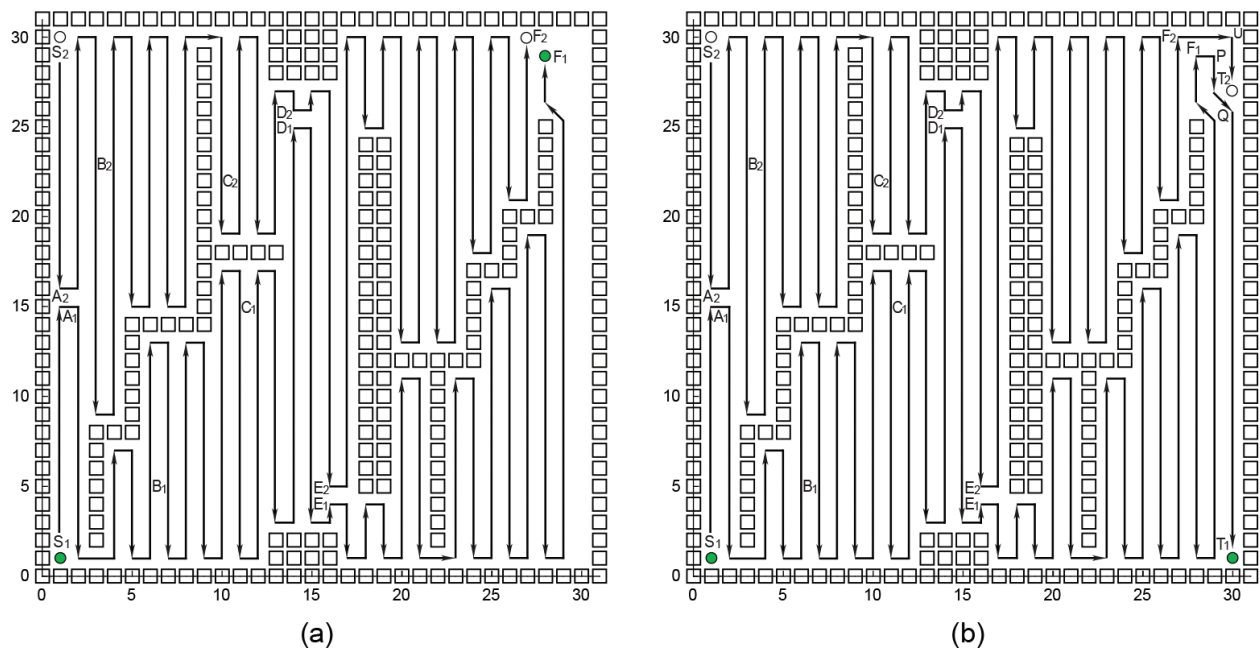 30 S2 F2 30 S2 F2 U
F1 F1 P
D2 T2
25 D1 25 D2 Q
D1
B2 B2
C2 C2
20 20
15 A2 15 A2
A1 C1 A1 C1
10 10
5 B1 E2 5 B1 E2
E1 E1
S1 S1 T1
0 0
0 5 10 15 20 25 30 0 5 10 15 20 25 30
(a) (b)